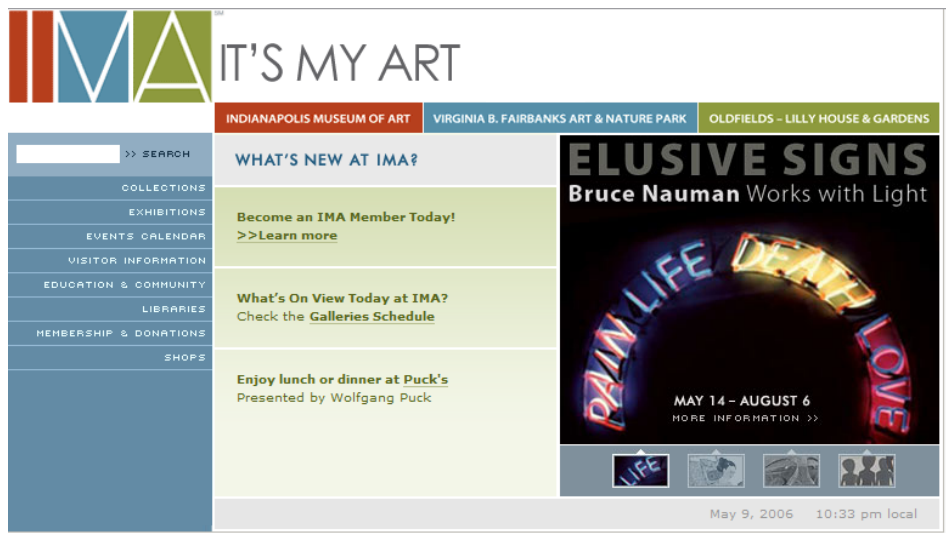 IMA SM
IT'S MY ART
INDIANAPOLIS MUSEUM OF ART
VIRGINIA B. FAIRBANKS ART & NATURE PARK
OLDFIELDS – LILLY HOUSE & GARDENS
>> SEARCH
COLLECTIONS
EXHIBITIONS
EVENTS CALENDAR
VISITOR INFORMATION
EDUCATION & COMMUNITY
LIBRARIES
MEMBERSHIP & DONATIONS
SHOPS
WHAT'S NEW AT IMA?
Become an IMA Member Today!
>>Learn more
What's On View Today at IMA?
Check the Galleries Schedule
Enjoy lunch or dinner at Puck's
Presented by Wolfgang Puck
ELUSIVE SIGNS
Bruce Nauman Works with Light
PAIN LIFE DEATH LOVE
MAY 14 – AUGUST 6
MORE INFORMATION >>
LIFE
May 9, 2006 10:33 pm local